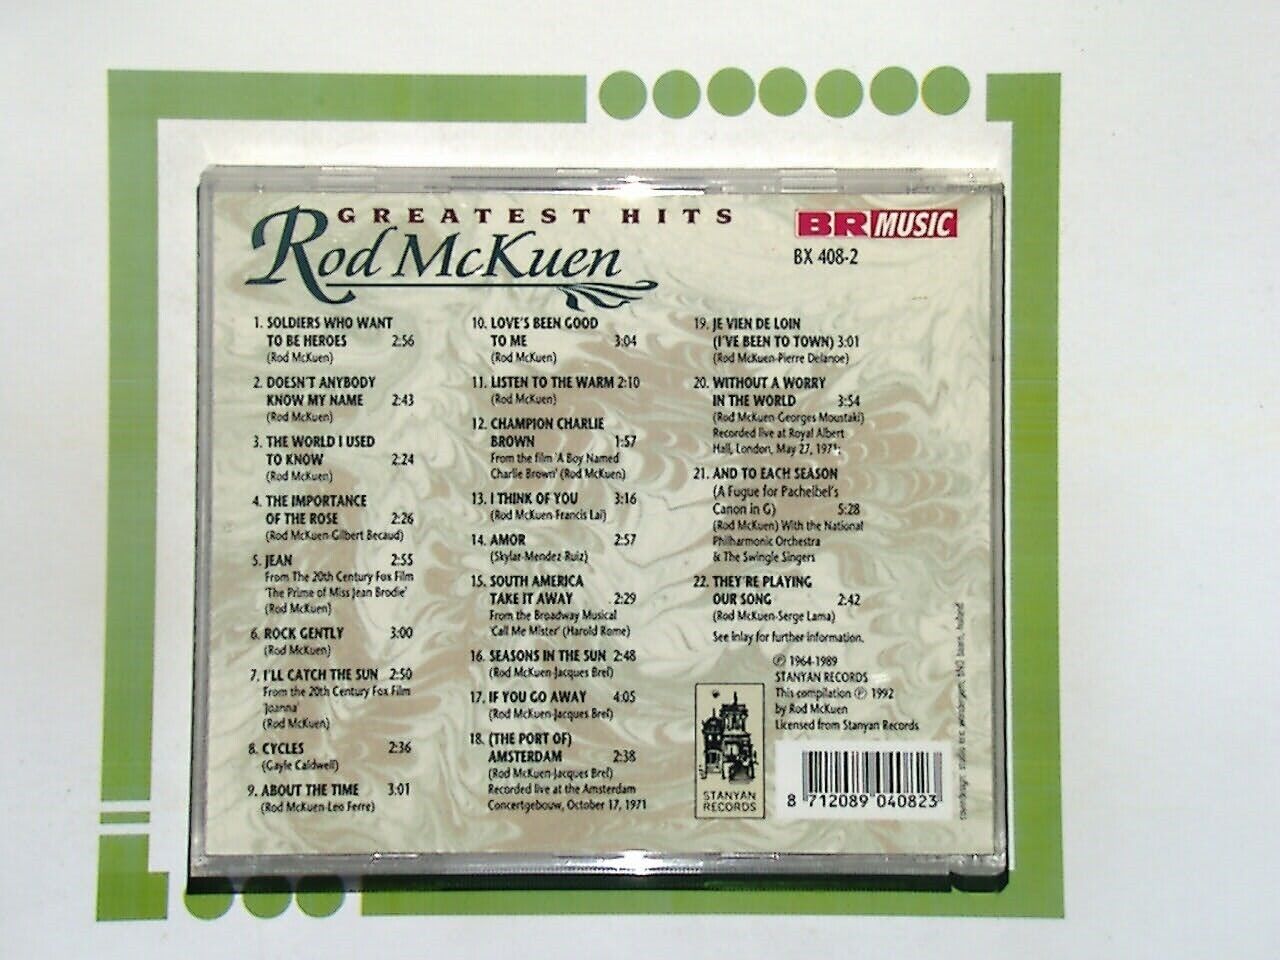 GREATEST HITS
Rod McKuen
BR MUSIC
BX 408-2
1. SOLDIERS WHO WANT
TO BE HEROES 2:56
(Rod McKuen)
2. DOESN'T ANYBODY
KNOW MY NAME 2:43
(Rod McKuen)
3. THE WORLD I USED
TO KNOW 2:24
(Rod McKuen)
4. THE IMPORTANCE
OF THE ROSE 2:26
(Rod McKuen-Gilbert Becaud)
5. JEAN 2:55
From The 20th Century Fox Film
'The Prime of Miss Jean Brodie'
(Rod McKuen)
6. ROCK GENTLY 3:00
(Rod McKuen)
7. I'LL CATCH THE SUN 2:50
From the 20th Century Fox Film
'Joanna'
(Rod McKuen)
8. CYCLES 2:36
(Gayle Caldwell)
9. ABOUT THE TIME 3:01
(Rod McKuen-Leo Ferre)
10. LOVE'S BEEN GOOD
TO ME 3:04
(Rod McKuen)
11. LISTEN TO THE WARM 2:10
(Rod McKuen)
12. CHAMPION CHARLIE
BROWN 1:57
From the film 'A Boy Named
Charlie Brown' (Rod McKuen)
13. I THINK OF YOU 3:16
(Rod McKuen-Francis Lai)
14. AMOR 2:57
(Skylar-Mendez-Ruiz)
15. SOUTH AMERICA
TAKE IT AWAY 2:29
From the Broadway Musical
'Call Me Mister' (Harold Rome)
16. SEASONS IN THE SUN 2:48
(Rod McKuen-Jacques Brel)
17. IF YOU GO AWAY 4:05
(Rod McKuen-Jacques Brel)
18. (THE PORT OF)
AMSTERDAM 2:38
(Rod McKuen-Jacques Brel)
Recorded live at the Amsterdam
Concertgebouw, October 17, 1971
19. JE VIEN DE LOIN
(I'VE BEEN TO TOWN) 3:01
(Rod McKuen-Pierre Delanoe)
20. WITHOUT A WORRY
IN THE WORLD 3:54
(Rod McKuen-Georges Moustaki)
Recorded live at Royal Albert
Hall, London, May 27, 1971.
21. AND TO EACH SEASON
(A Fugue for Pachelbel's
Canon in G) 5:28
(Rod McKuen) With the National
Philharmonic Orchestra
& The Swingle Singers
22. THEY'RE PLAYING
OUR SONG 2:42
(Rod McKuen-Serge Lama)
See Inlay for further information.
℗ 1964-1989
STANYAN RECORDS
This compilation ℗ 1992
by Rod McKuen
Licensed from Stanyan Records
STANYAN
RECORDS
8 712089 040823